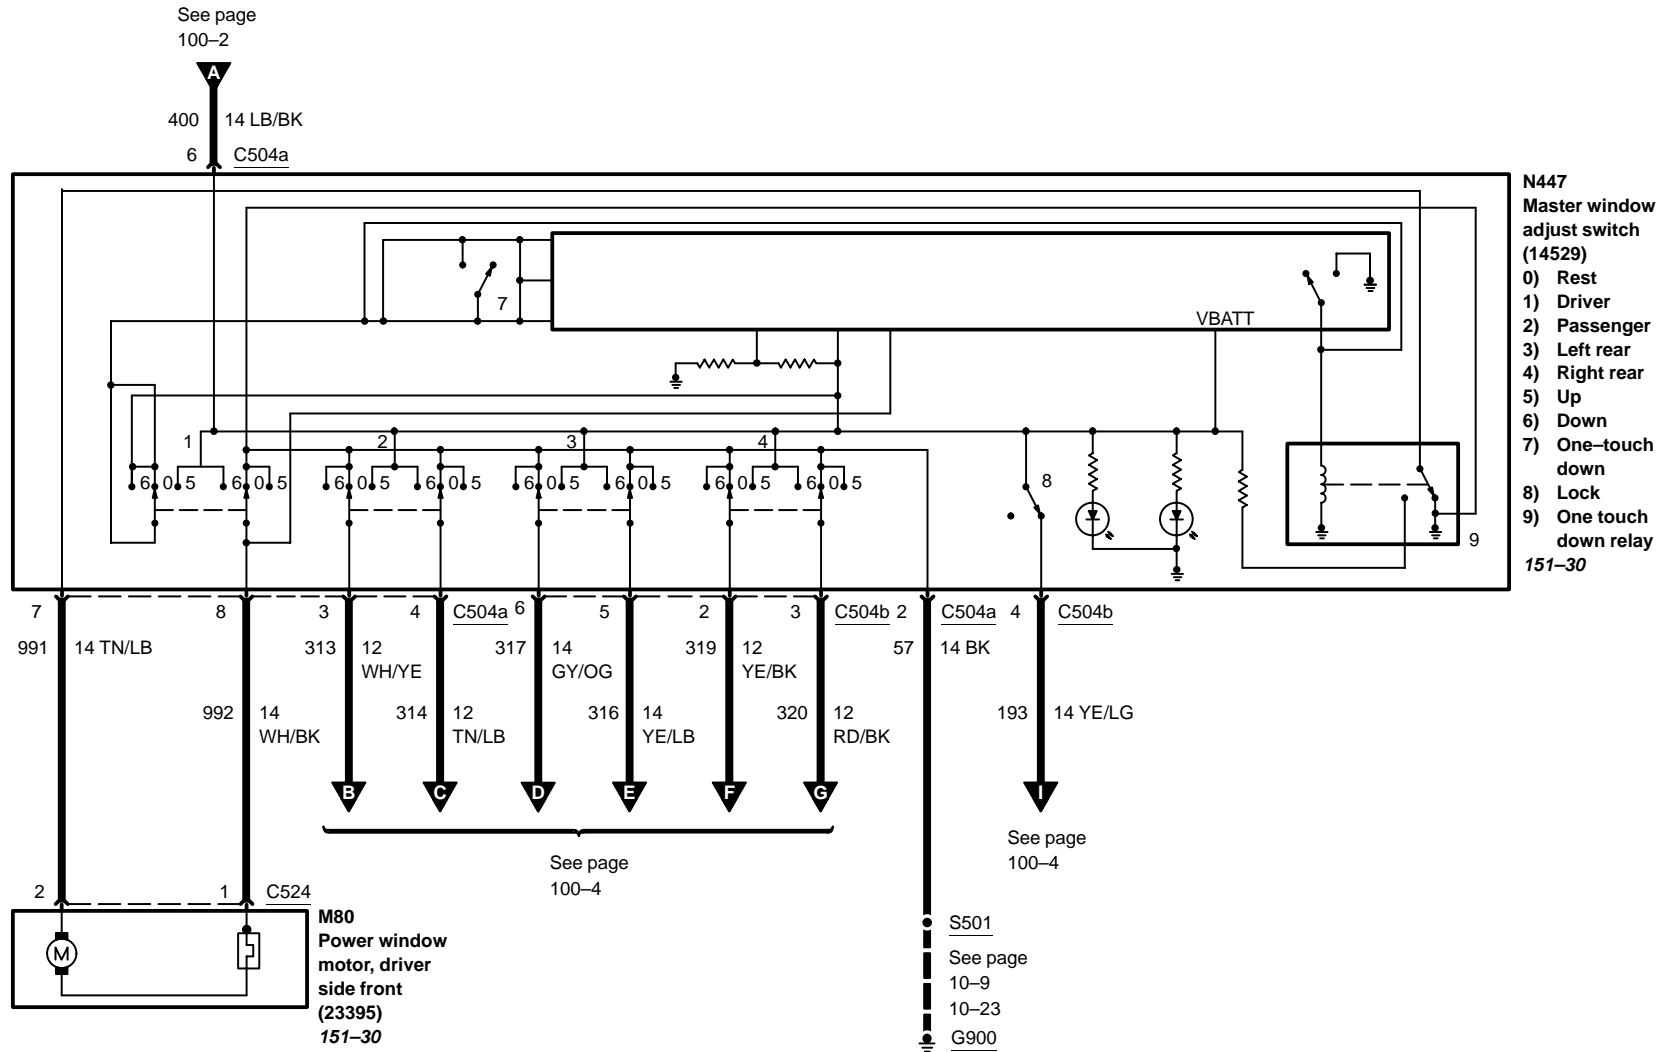 See page
100–2
A
400 14 LB/BK
6 C504a
N447
Master window
adjust switch
(14529)
0) Rest
1) Driver
2) Passenger
3) Left rear
4) Right rear
5) Up
6) Down
7) One–touch
down
8) Lock
9) One touch
down relay
151–30
7
VBATT
1 2 3 4
6 0 5 6 0 5 6 0 5 6 0 5 6 0 5 6 0 5 6 0 5 6 0 5
8
9
7 8 3 4 C504a 6 5 2 3 C504b 2 C504a 4 C504b
991 14 TN/LB 313 12 317 14 319 12 57 14 BK
WH/YE GY/OG YE/BK
992 14 314 12 316 14 320 12 193 14 YE/LG
WH/BK TN/LB YE/LB RD/BK
B C D E F G I
See page
100–4
See page
100–4
2 1 C524
M80
Power window
motor, driver
side front
(23395)
151–30
M
S501
See page
10–9
10–23
G900